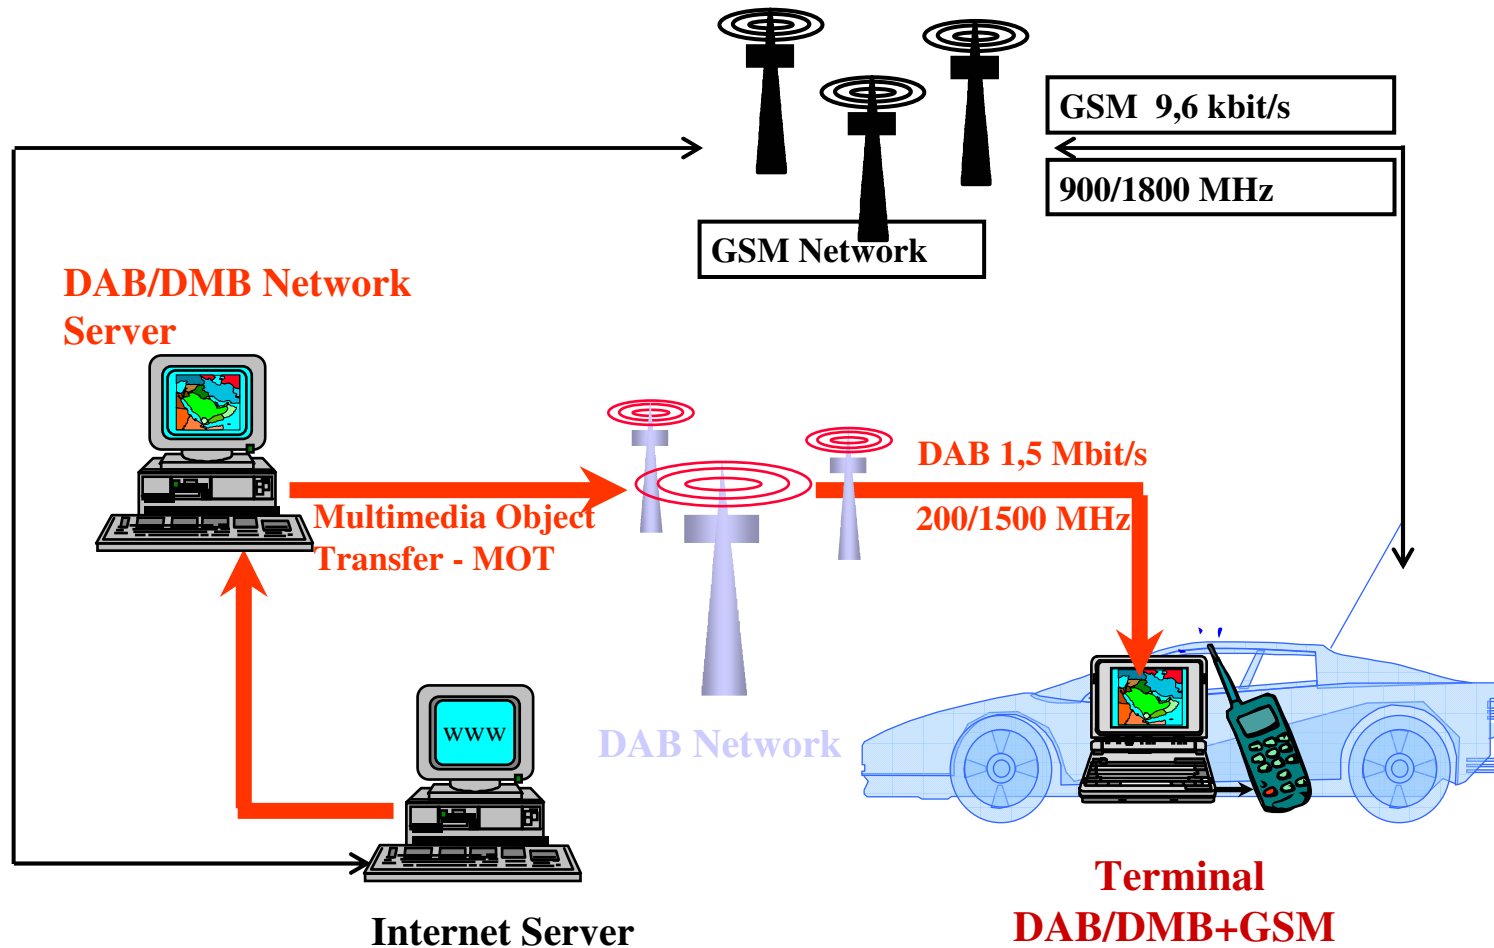 GSM 9,6 kbit/s
900/1800 MHz
GSM Network
DAB/DMB Network
Server
DAB 1,5 Mbit/s
200/1500 MHz
Multimedia Object
Transfer - MOT
www
DAB Network
Terminal
DAB/DMB+GSM
Internet Server